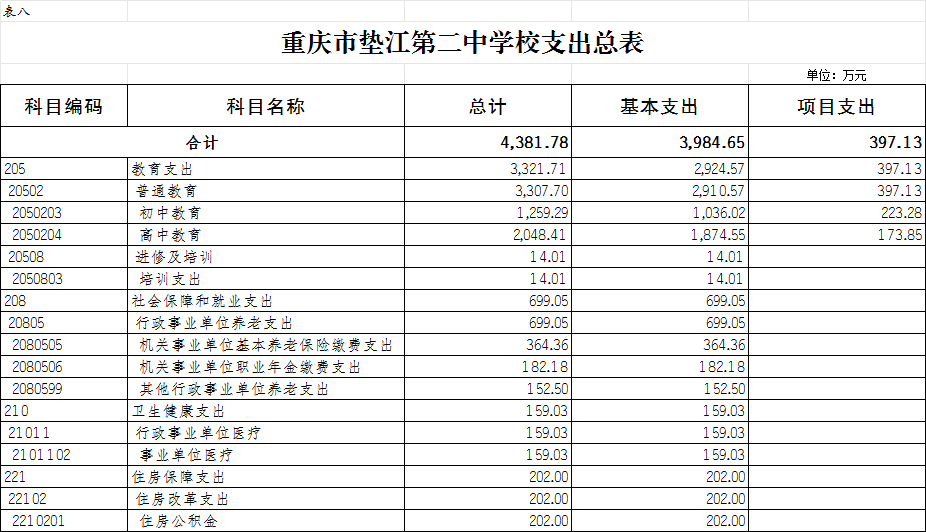 表八
重庆市垫江第二中学校支出总表
单位：万元
科目编码 科目名称 总计 基本支出 项目支出
合计 4,381.78 3,984.65 397.13
205 教育支出 3,321.71 2,924.57 397.13
20502 普通教育 3,307.70 2,910.57 397.13
2050203 初中教育 1,259.29 1,036.02 223.28
2050204 高中教育 2,048.41 1,874.55 173.85
20508 进修及培训 14.01 14.01
2050803 培训支出 14.01 14.01
208 社会保障和就业支出 699.05 699.05
20805 行政事业单位养老支出 699.05 699.05
2080505 机关事业单位基本养老保险缴费支出 364.36 364.36
2080506 机关事业单位职业年金缴费支出 182.18 182.18
2080599 其他行政事业单位养老支出 152.50 152.50
210 卫生健康支出 159.03 159.03
21011 行政事业单位医疗 159.03 159.03
2101102 事业单位医疗 159.03 159.03
221 住房保障支出 202.00 202.00
22102 住房改革支出 202.00 202.00
2210201 住房公积金 202.00 202.00